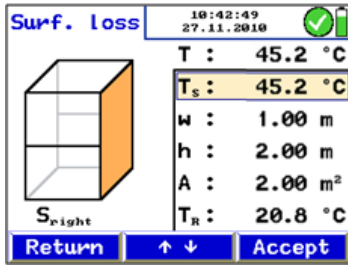 Surf. loss
10:42:49
27.11.2010
T : 45.2 °C
Ts : 45.2 °C
w : 1.00 m
h : 2.00 m
A : 2.00 m²
TR : 20.8 °C
Sright
Return ↑ ↓ Accept